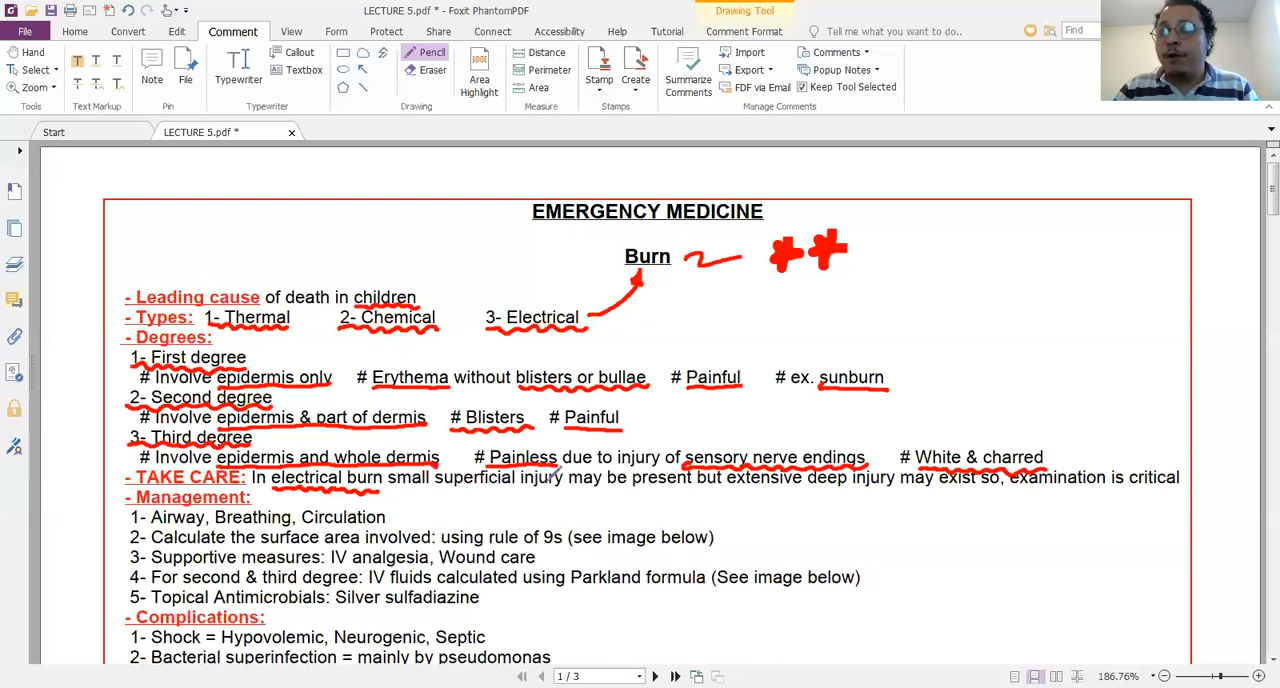 LECTURE 5.pdf * - Foxit PhantomPDF
Drawing Tool
File Home Convert Edit Comment View Form Protect Share Connect Accessibility Help Tutorial Comment Format Tell me what you want to do.. Find
Hand
Select
Zoom
Tools
T T T
T T T
Text Markup
Note
File
Pin
Typewriter
Callout
Textbox
Typewriter
Pencil
Eraser
Drawing
Area Highlight
Distance
Perimeter
Area
Measure
Stamp
Create
Stamps
Summarize Comments
Import
Export
FDF via Email
Comments
Popup Notes
Keep Tool Selected
Manage Comments
Start
LECTURE 5.pdf *
EMERGENCY MEDICINE
Burn
- Leading cause of death in children
- Types: 1- Thermal 2- Chemical 3- Electrical
- Degrees:
1- First degree
# Involve epidermis only # Erythema without blisters or bullae # Painful # ex. sunburn
2- Second degree
# Involve epidermis & part of dermis # Blisters # Painful
3- Third degree
# Involve epidermis and whole dermis # Painless due to injury of sensory nerve endings # White & charred
- TAKE CARE: In electrical burn small superficial injury may be present but extensive deep injury may exist so, examination is critical
- Management:
1- Airway, Breathing, Circulation
2- Calculate the surface area involved: using rule of 9s (see image below)
3- Supportive measures: IV analgesia, Wound care
4- For second & third degree: IV fluids calculated using Parkland formula (See image below)
5- Topical Antimicrobials: Silver sulfadiazine
- Complications:
1- Shock = Hypovolemic, Neurogenic, Septic
2- Bacterial superinfection = mainly by pseudomonas
1 / 3
186.76%